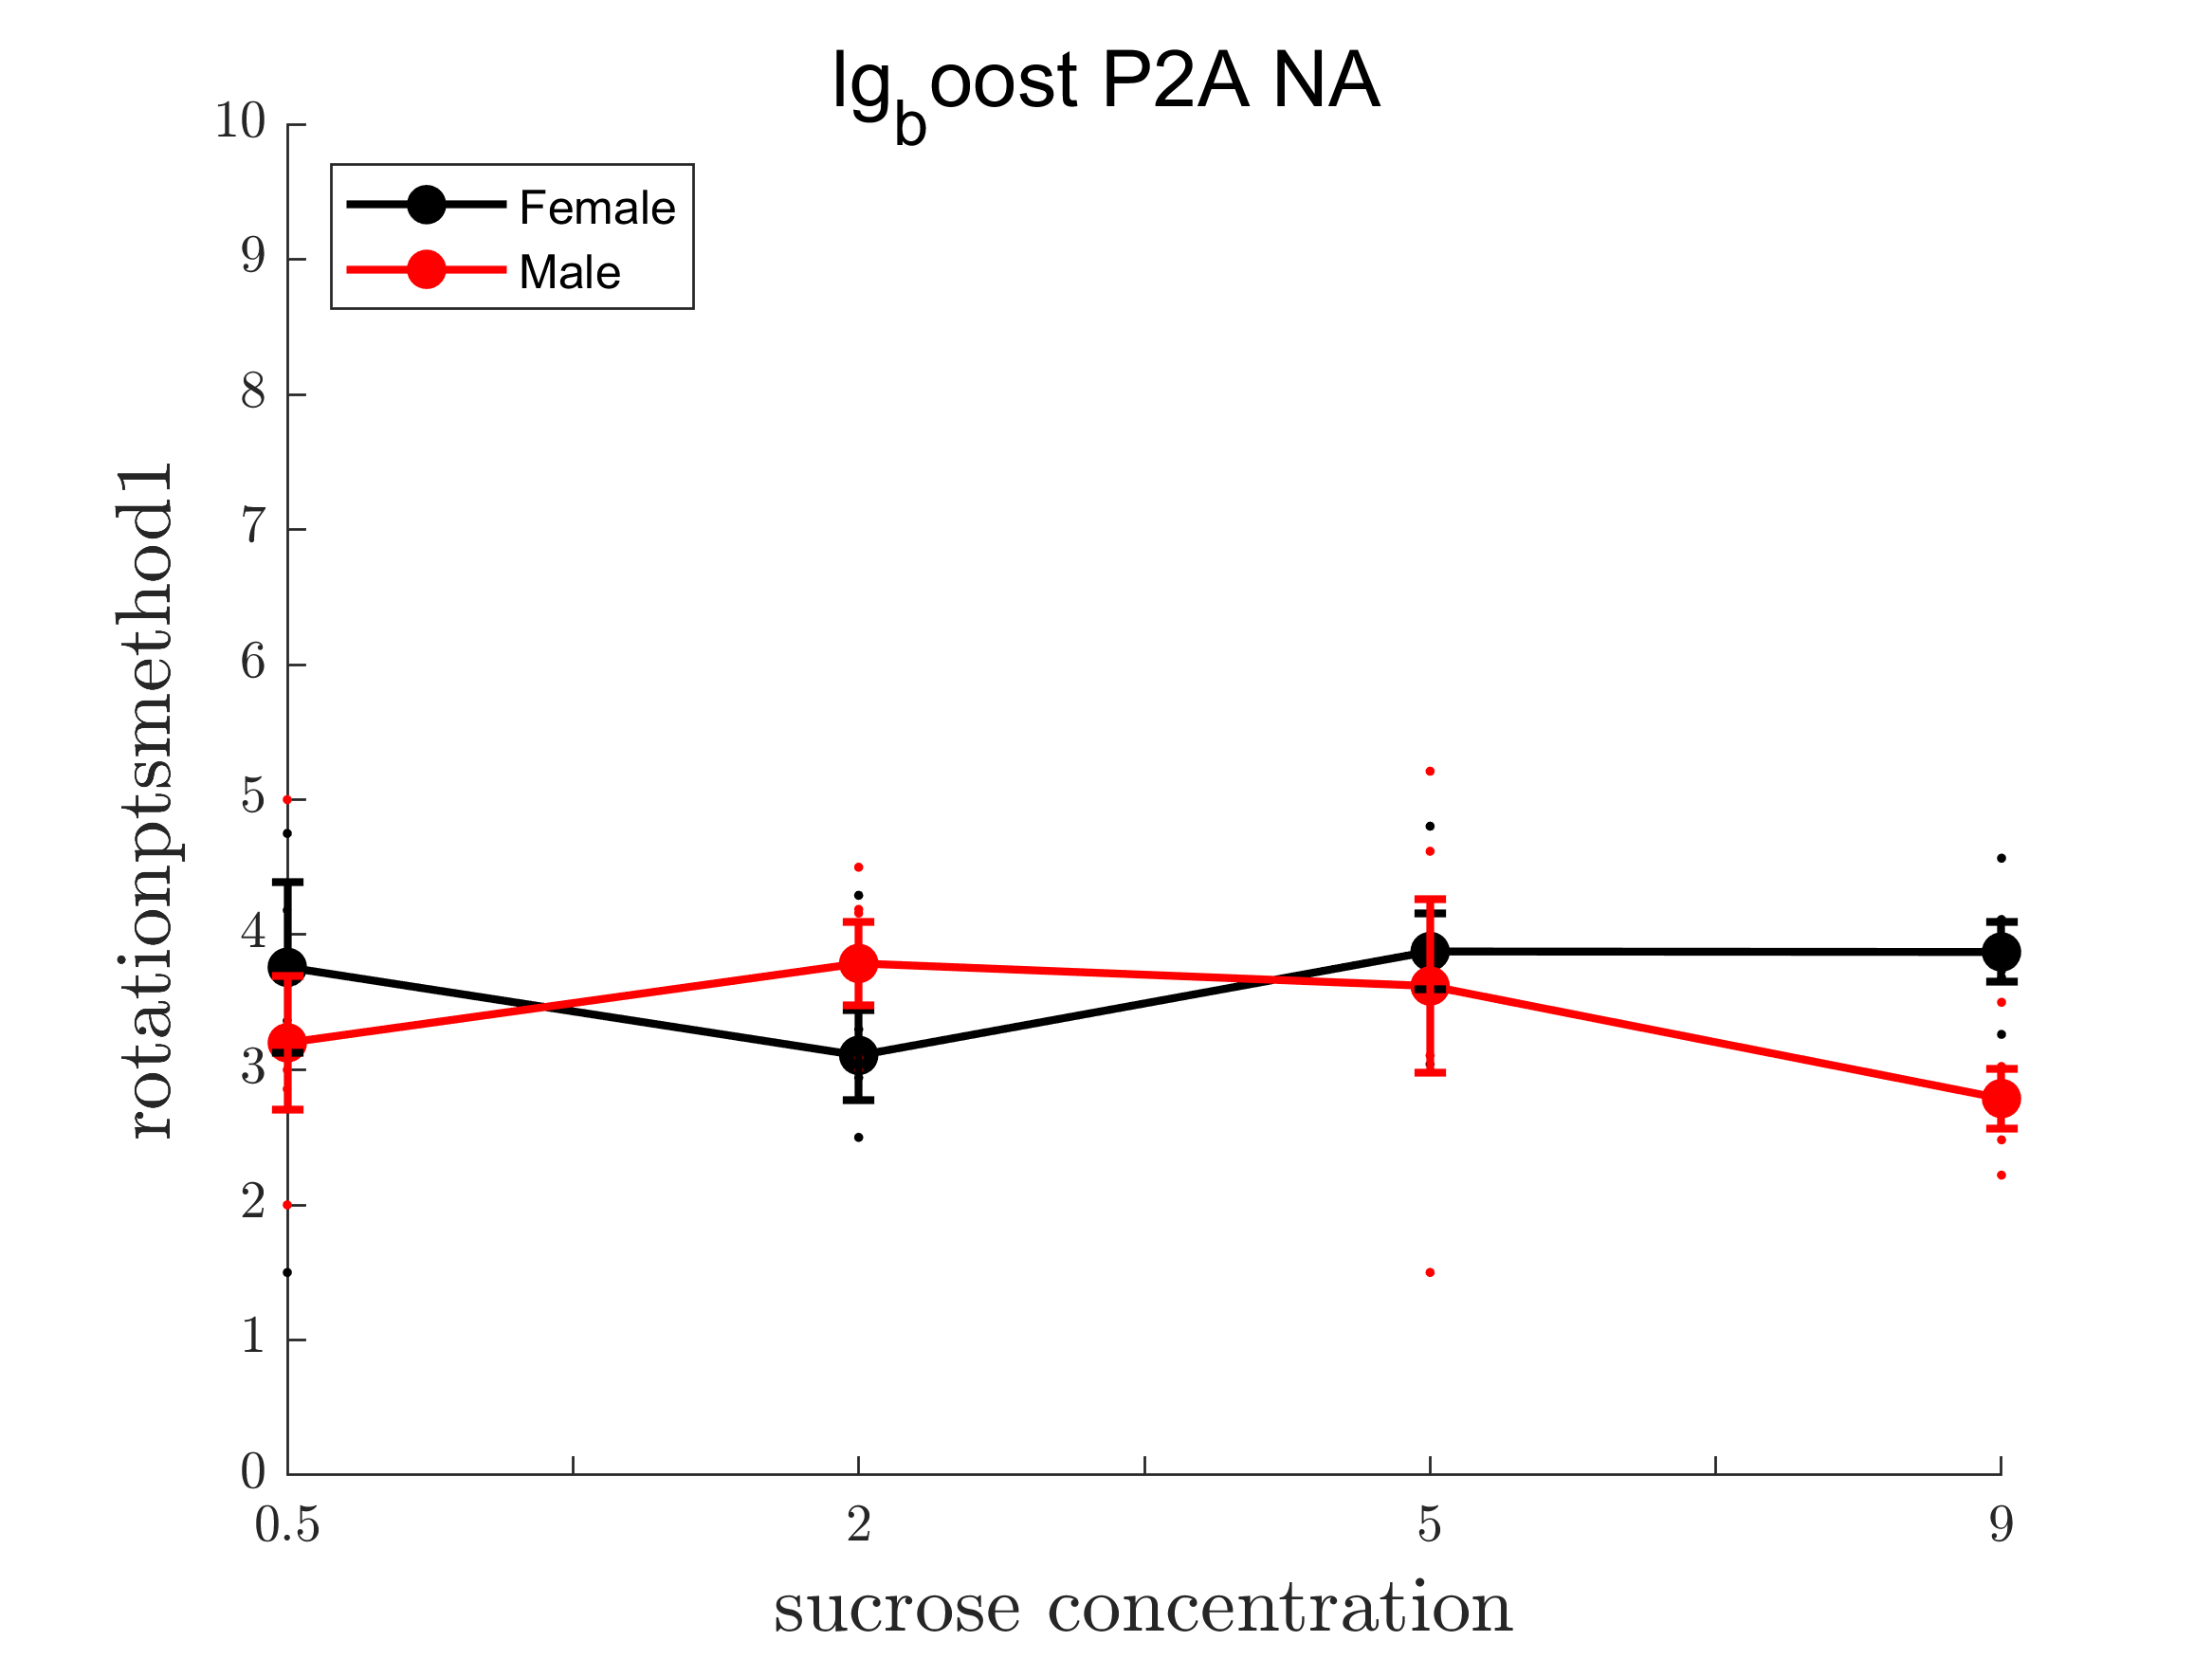 lg_boost P2A NA
10
9
8
7
6
5
4
3
2
1
0
Female
Male
rotationptsmethod1
0.5 2 5 9
sucrose concentration